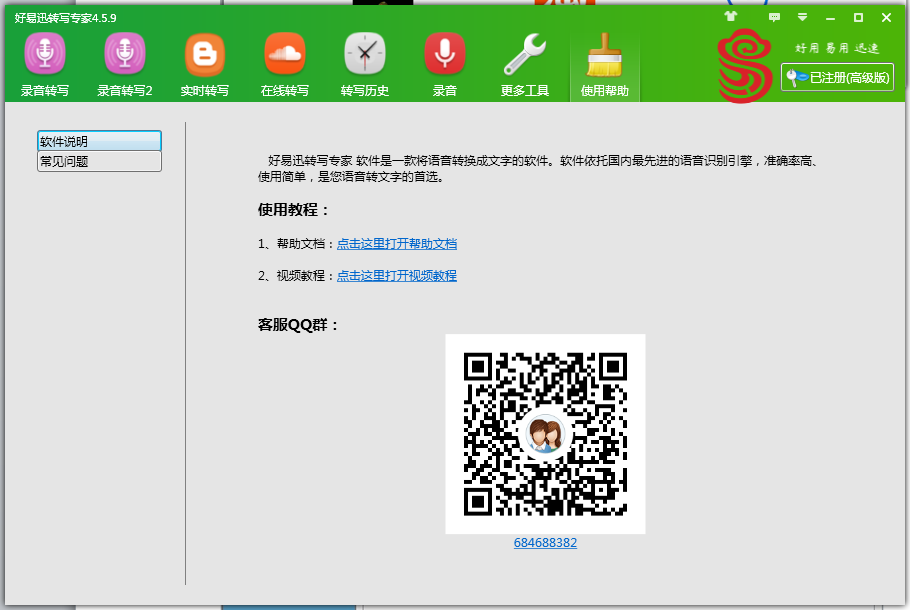 好易迅转写专家4.5.9
好用 易用 迅速
已注册(高级版)
录音转写
录音转写2
实时转写
在线转写
转写历史
录音
更多工具
使用帮助
软件说明
常见问题
好易迅转写专家 软件是一款将语音转换成文字的软件。软件依托国内最先进的语音识别引擎，准确率高、
使用简单，是您语音转文字的首选。
使用教程：
1、帮助文档：点击这里打开帮助文档
2、视频教程：点击这里打开视频教程
客服QQ群：
684688382